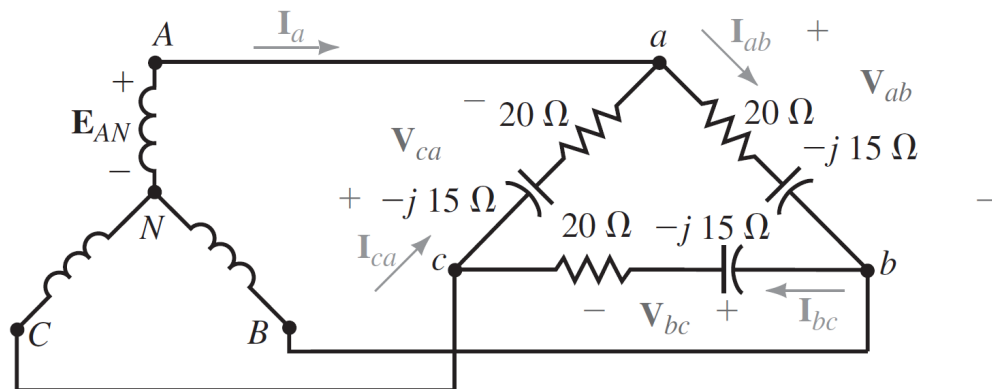 A
I_a
a
I_ab
+
+
E_AN
−
20 Ω
20 Ω
V_ab
V_ca
−j 15 Ω
−
N
+
−j 15 Ω
20 Ω
−j 15 Ω
−
I_ca
c
b
C
B
−
V_bc
+
I_bc